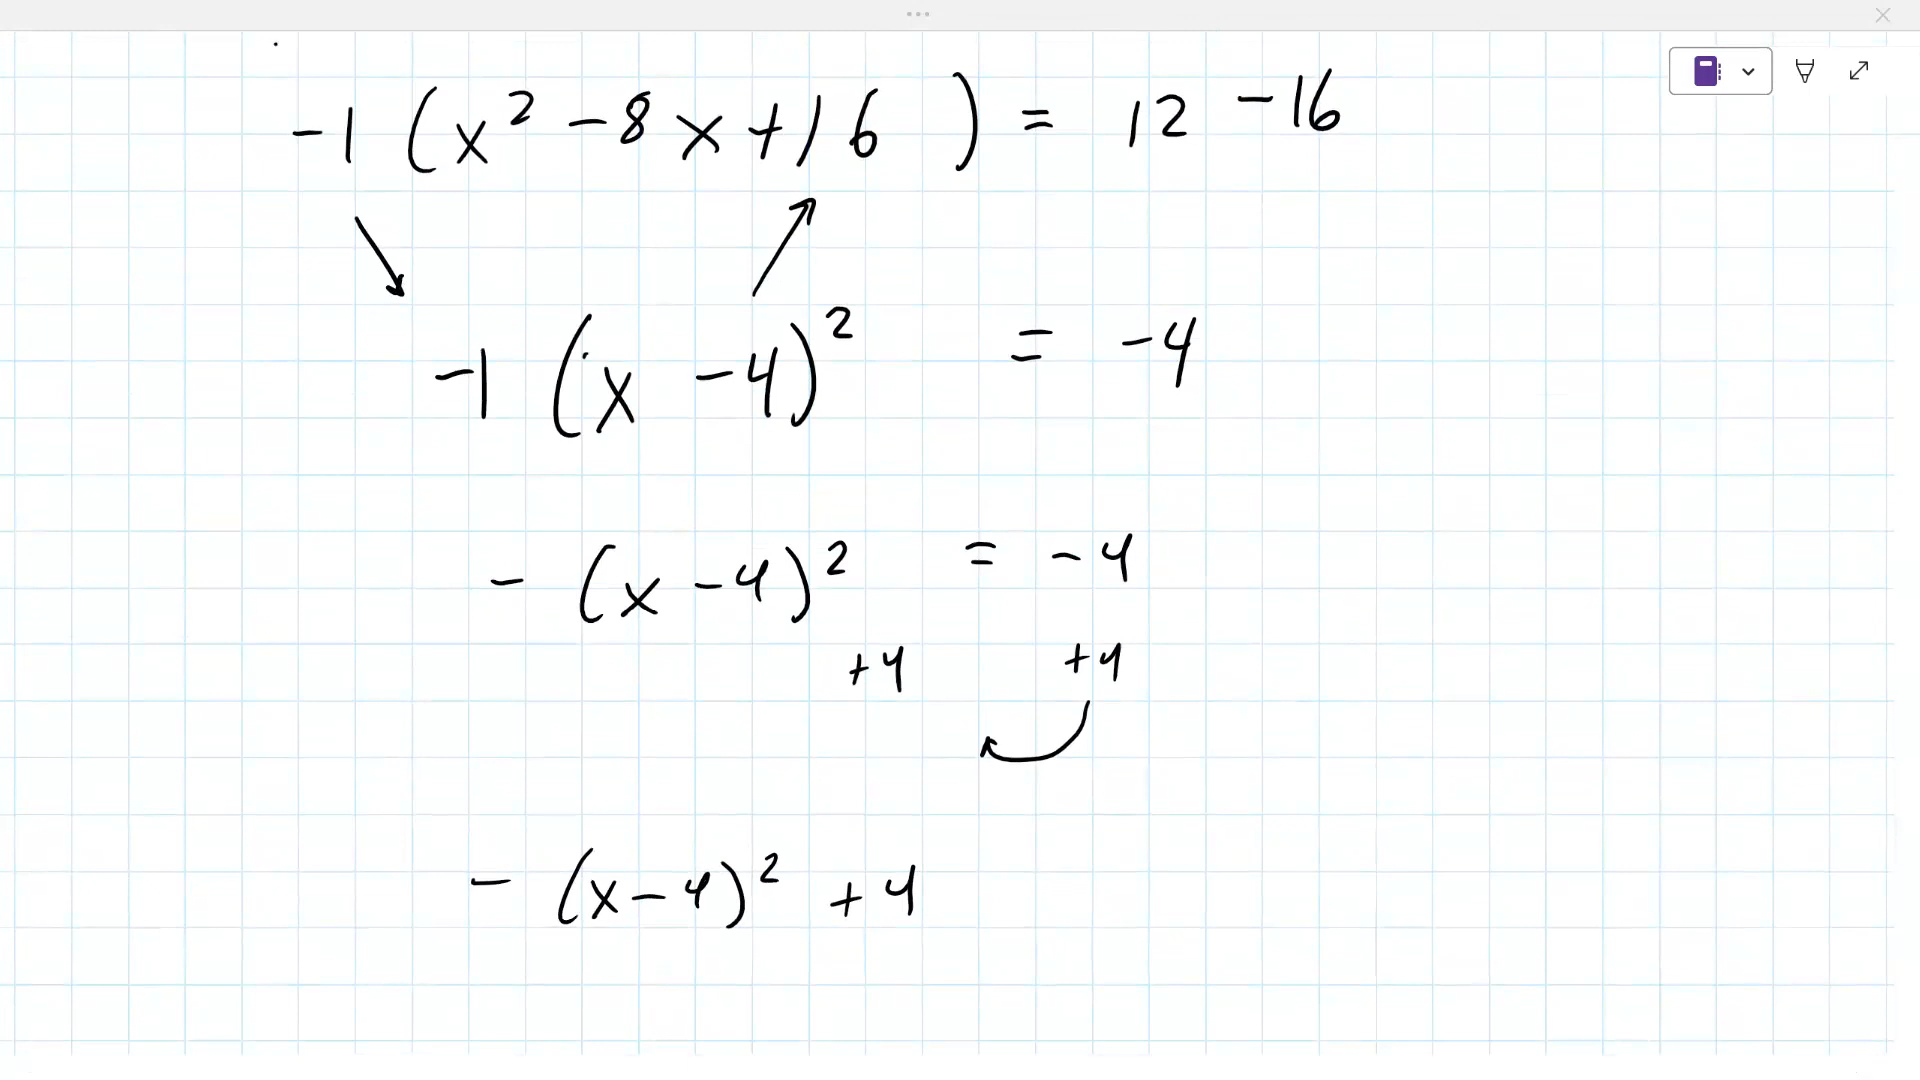 -1 (x² - 8x + 16) = 12 - 16
-1 (x - 4)² = -4
- (x - 4)² = -4
+4 +4
- (x - 4)² + 4